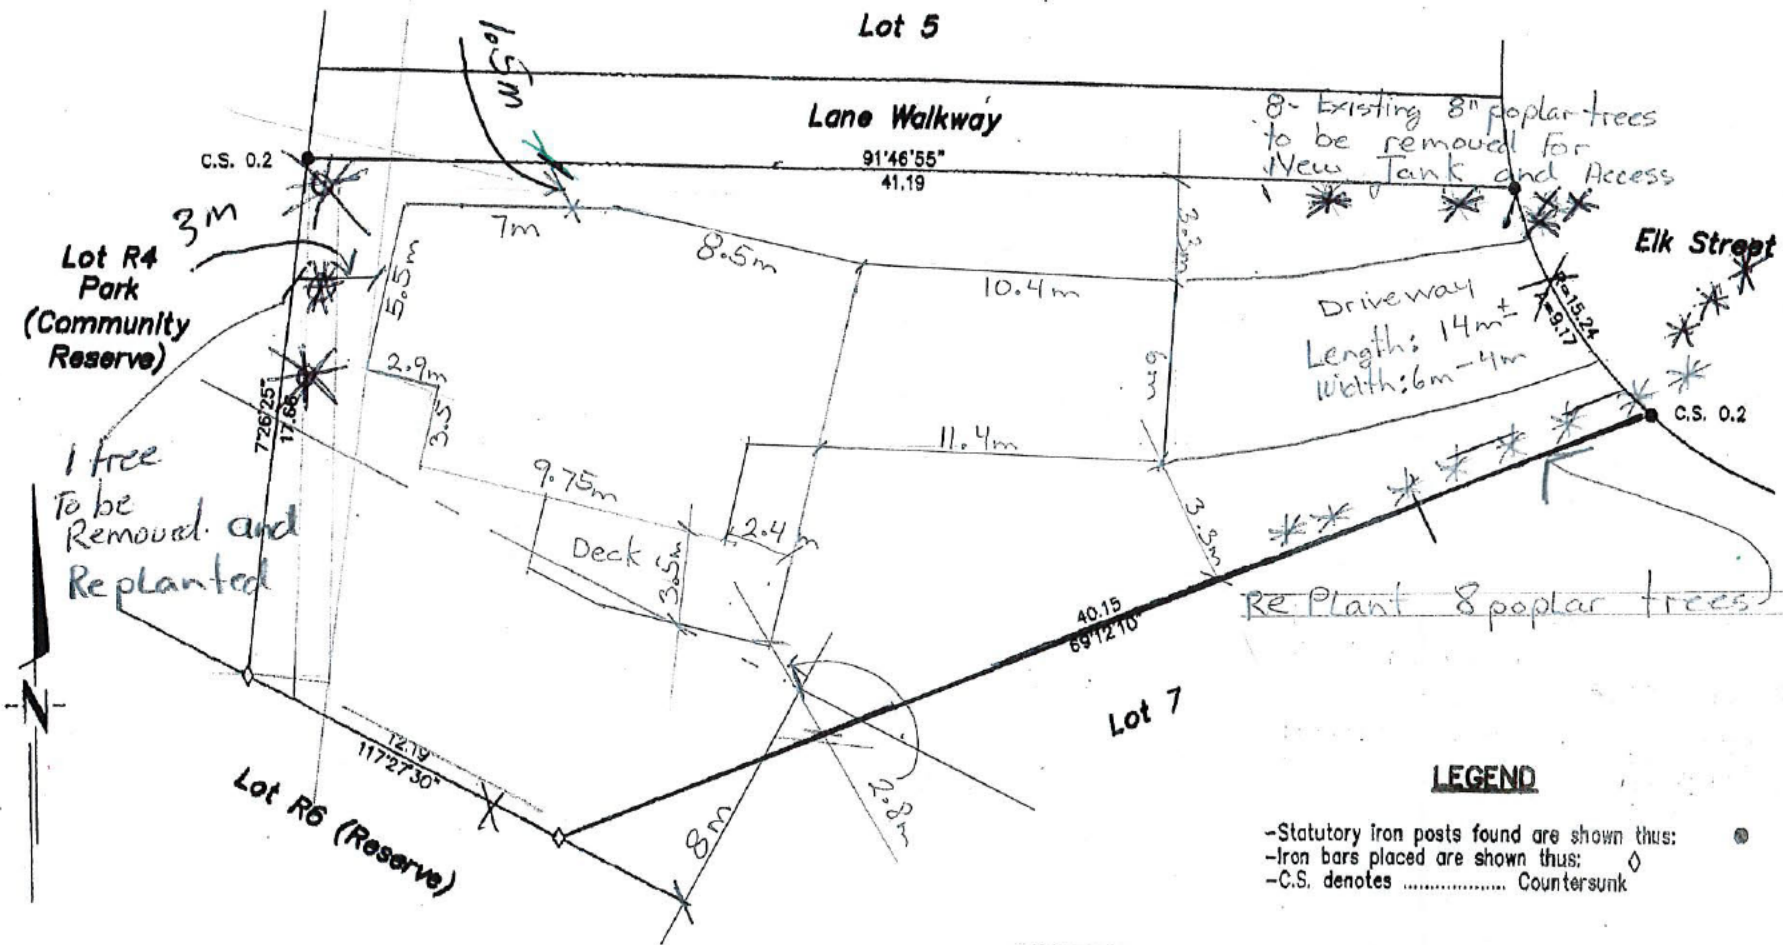 Lot 5
1.5m
Lane Walkway
8- Existing 8" poplar trees
to be removed for
New Tank and Access
C.S. 0.2
91°46'55"
41.19
3m
7m
8.5m
3.3m
Elk Street
Lot R4
Park
(Community
Reserve)
5.5m
10.4m
Driveway
Length: 14m±
Width: 6m-4m
R=15.24
A=9.17
2.9m
3.5
6m
7°26'25"
17.66
11.4m
C.S. 0.2
1 tree
To be
Removed. and
Replanted
9.75m
Deck
3.5m
2.4m
3.3m
Re Plant 8 poplar trees
40.15
69°12'10"
N
Lot 7
12.19
117°27'30"
2.8m
8m
Lot R6 (Reserve)
LEGEND
-Statutory iron posts found are shown thus:
-Iron bars placed are shown thus:
-C.S. denotes .................... Countersunk